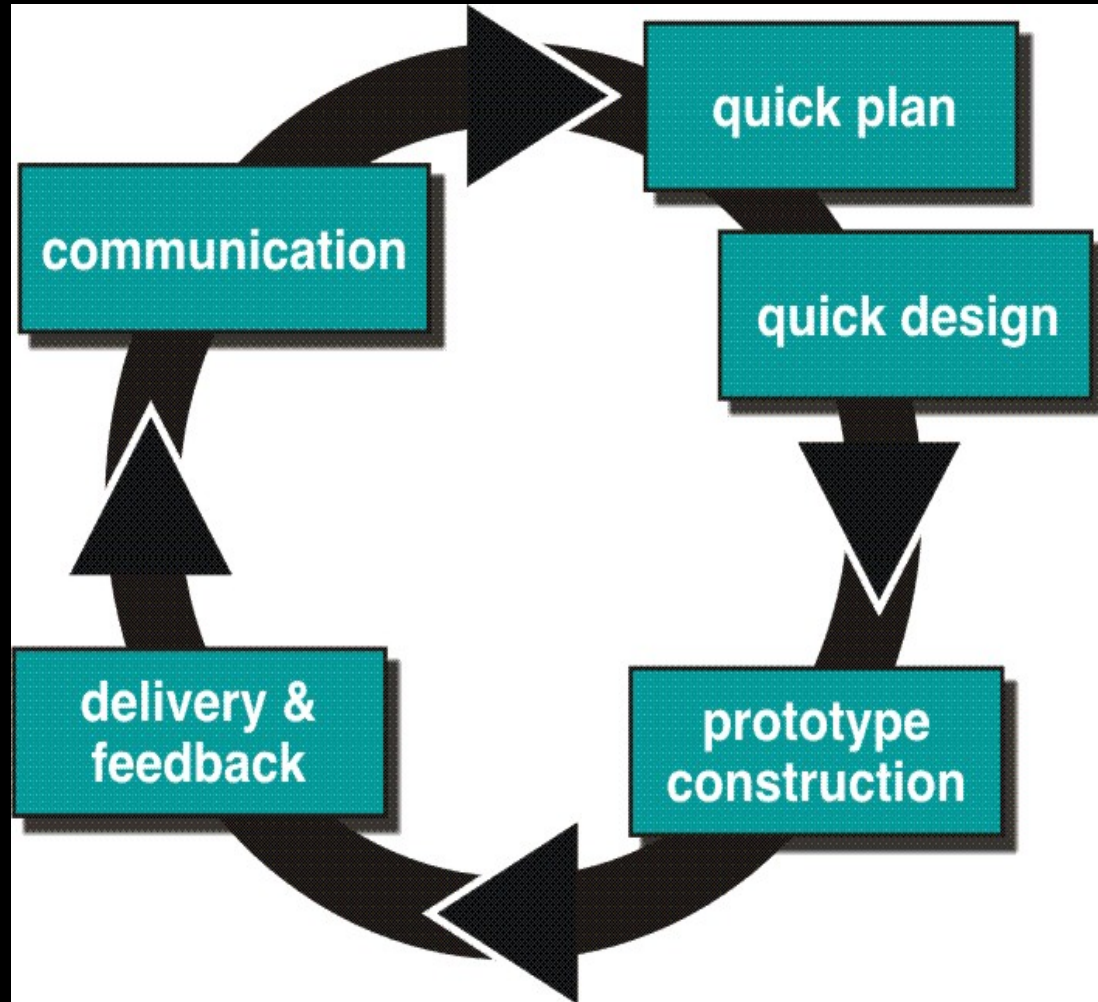 communication
quick plan
quick design
prototype
construction
delivery &
feedback